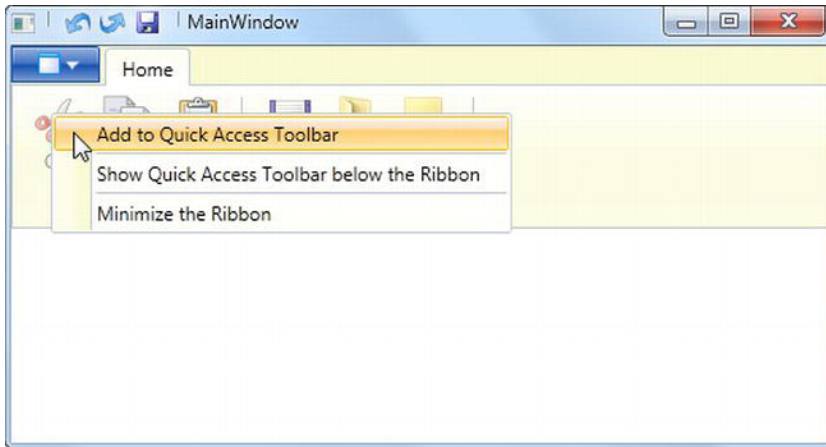 MainWindow
Home
Add to Quick Access Toolbar
Show Quick Access Toolbar below the Ribbon
Minimize the Ribbon